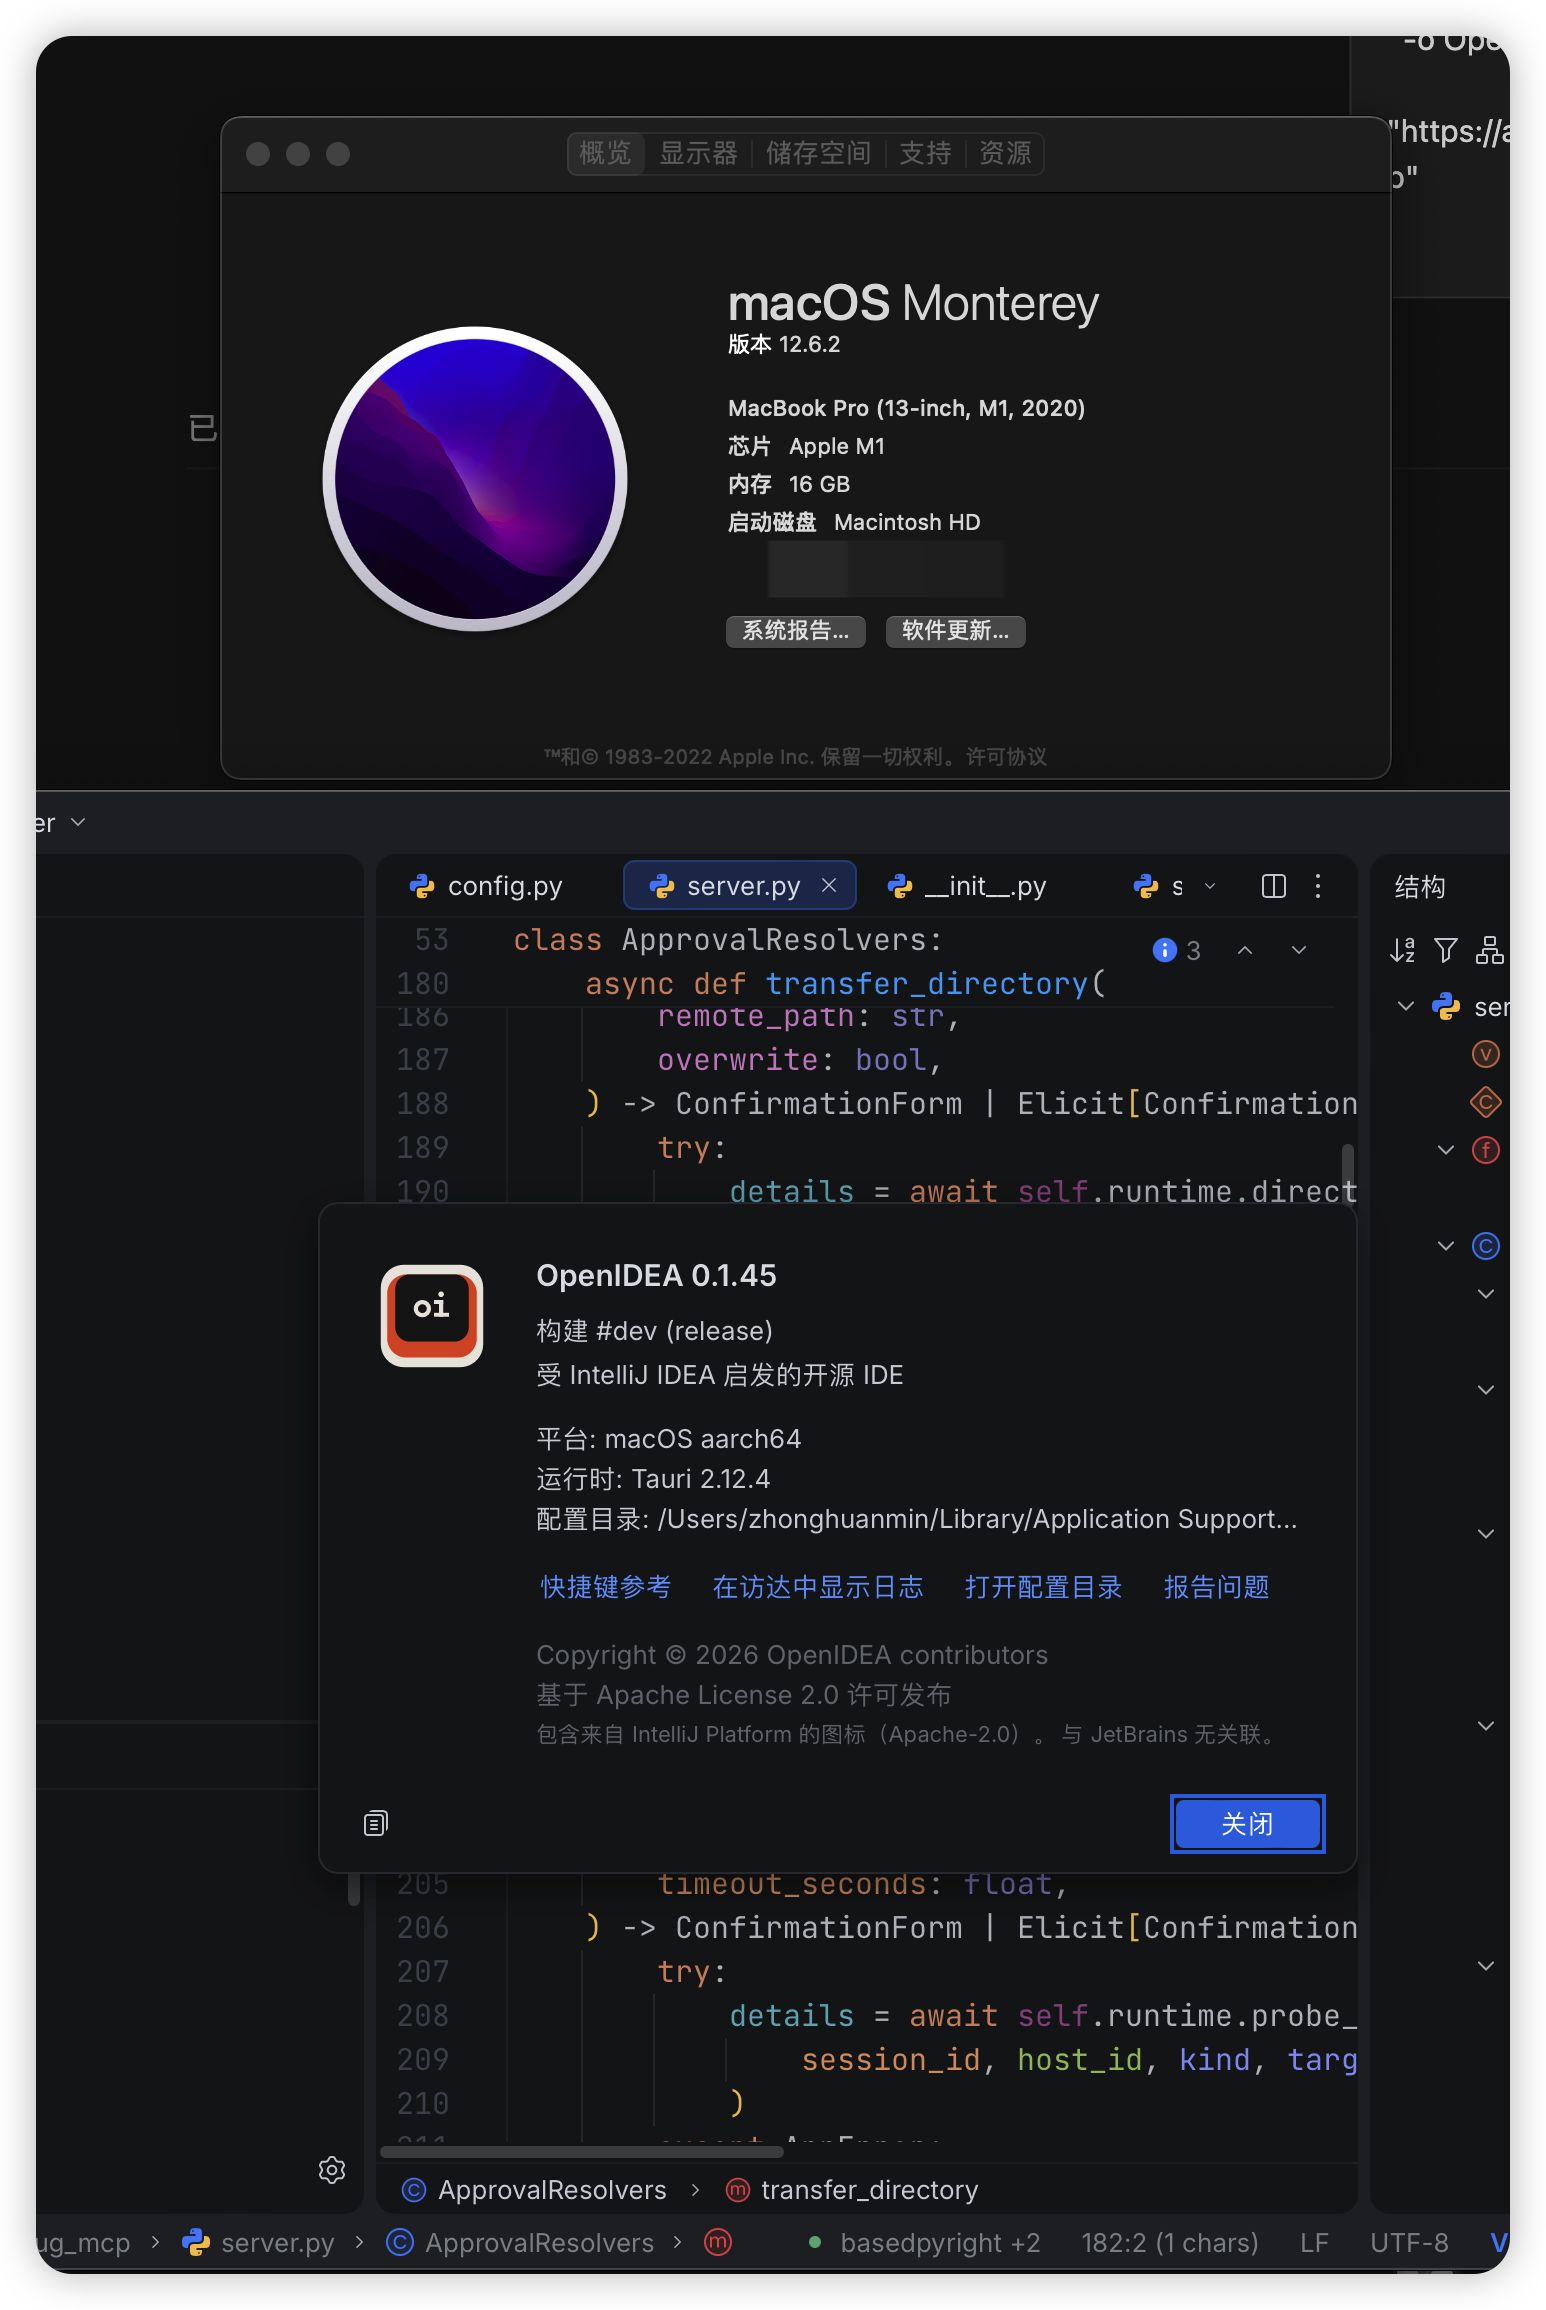 -o Ope
"https://a
p"
概览 显示器 储存空间 支持 资源
macOS Monterey
版本 12.6.2
已
MacBook Pro (13-inch, M1, 2020)
芯片 Apple M1
内存 16 GB
启动磁盘 Macintosh HD
系统报告... 软件更新...
™和© 1983-2022 Apple Inc. 保留一切权利。许可协议
er
config.py server.py __init__.py s
结构
53 class ApprovalResolvers:
3
180 async def transfer_directory(
186 remote_path: str,
187 overwrite: bool,
188 ) -> ConfirmationForm | Elicit[Confirmation
189 try:
190 details = await self.runtime.direct
ser
OpenIDEA 0.1.45
oi
构建 #dev (release)
受 IntelliJ IDEA 启发的开源 IDE
平台: macOS aarch64
运行时: Tauri 2.12.4
配置目录: /Users/zhonghuanmin/Library/Application Support...
快捷键参考 在访达中显示日志 打开配置目录 报告问题
Copyright © 2026 OpenIDEA contributors
基于 Apache License 2.0 许可发布
包含来自 IntelliJ Platform 的图标（Apache-2.0）。 与 JetBrains 无关联。
关闭
205 timeout_seconds: float,
206 ) -> ConfirmationForm | Elicit[Confirmation
207 try:
208 details = await self.runtime.probe_
209 session_id, host_id, kind, targ
210 )
211 except AppError:
ApprovalResolvers > transfer_directory
ug_mcp > server.py > ApprovalResolvers > basedpyright +2 182:2 (1 chars) LF UTF-8 V